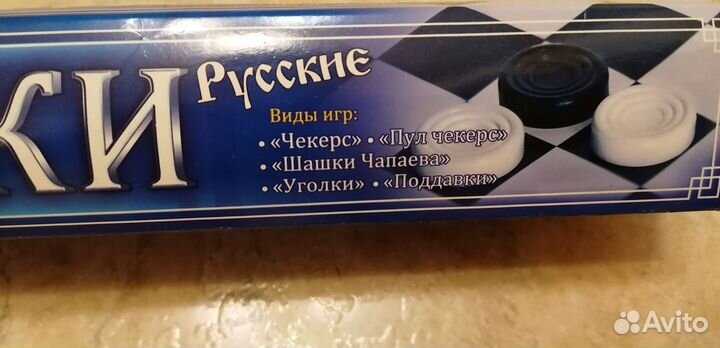 КИ
Русские
Виды игр:
• «Чекерс» • «Пул чекерс»
• «Шашки Чапаева»
• «Уголки» • «Поддавки»
Avito